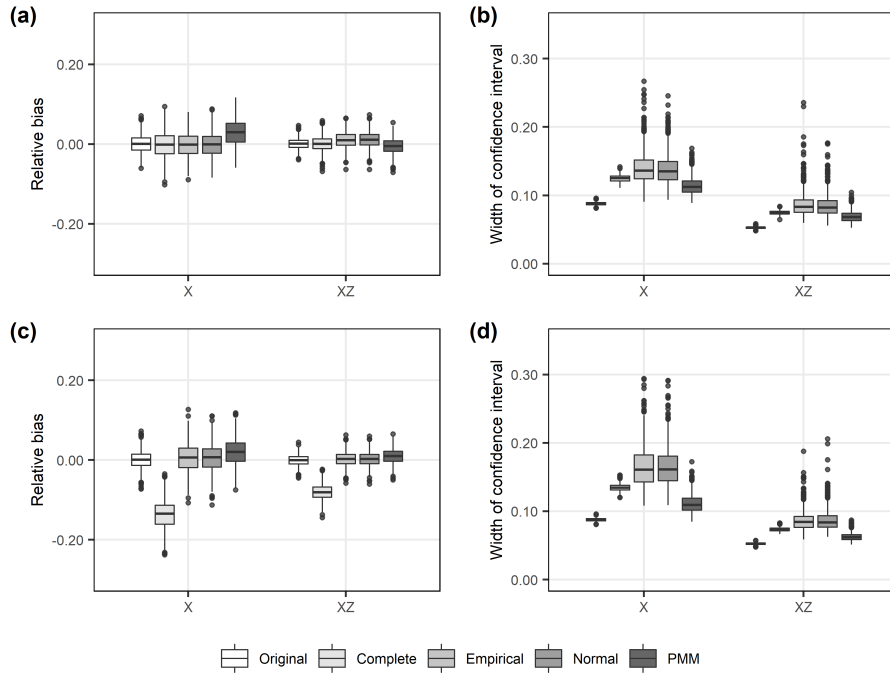 (a)
Relative bias
0.20
0.00
-0.20
X
XZ
(b)
Width of confidence interval
0.30
0.20
0.10
0.00
X
XZ
(c)
Relative bias
0.20
0.00
-0.20
X
XZ
(d)
Width of confidence interval
0.30
0.20
0.10
0.00
X
XZ
Original Complete Empirical Normal PMM